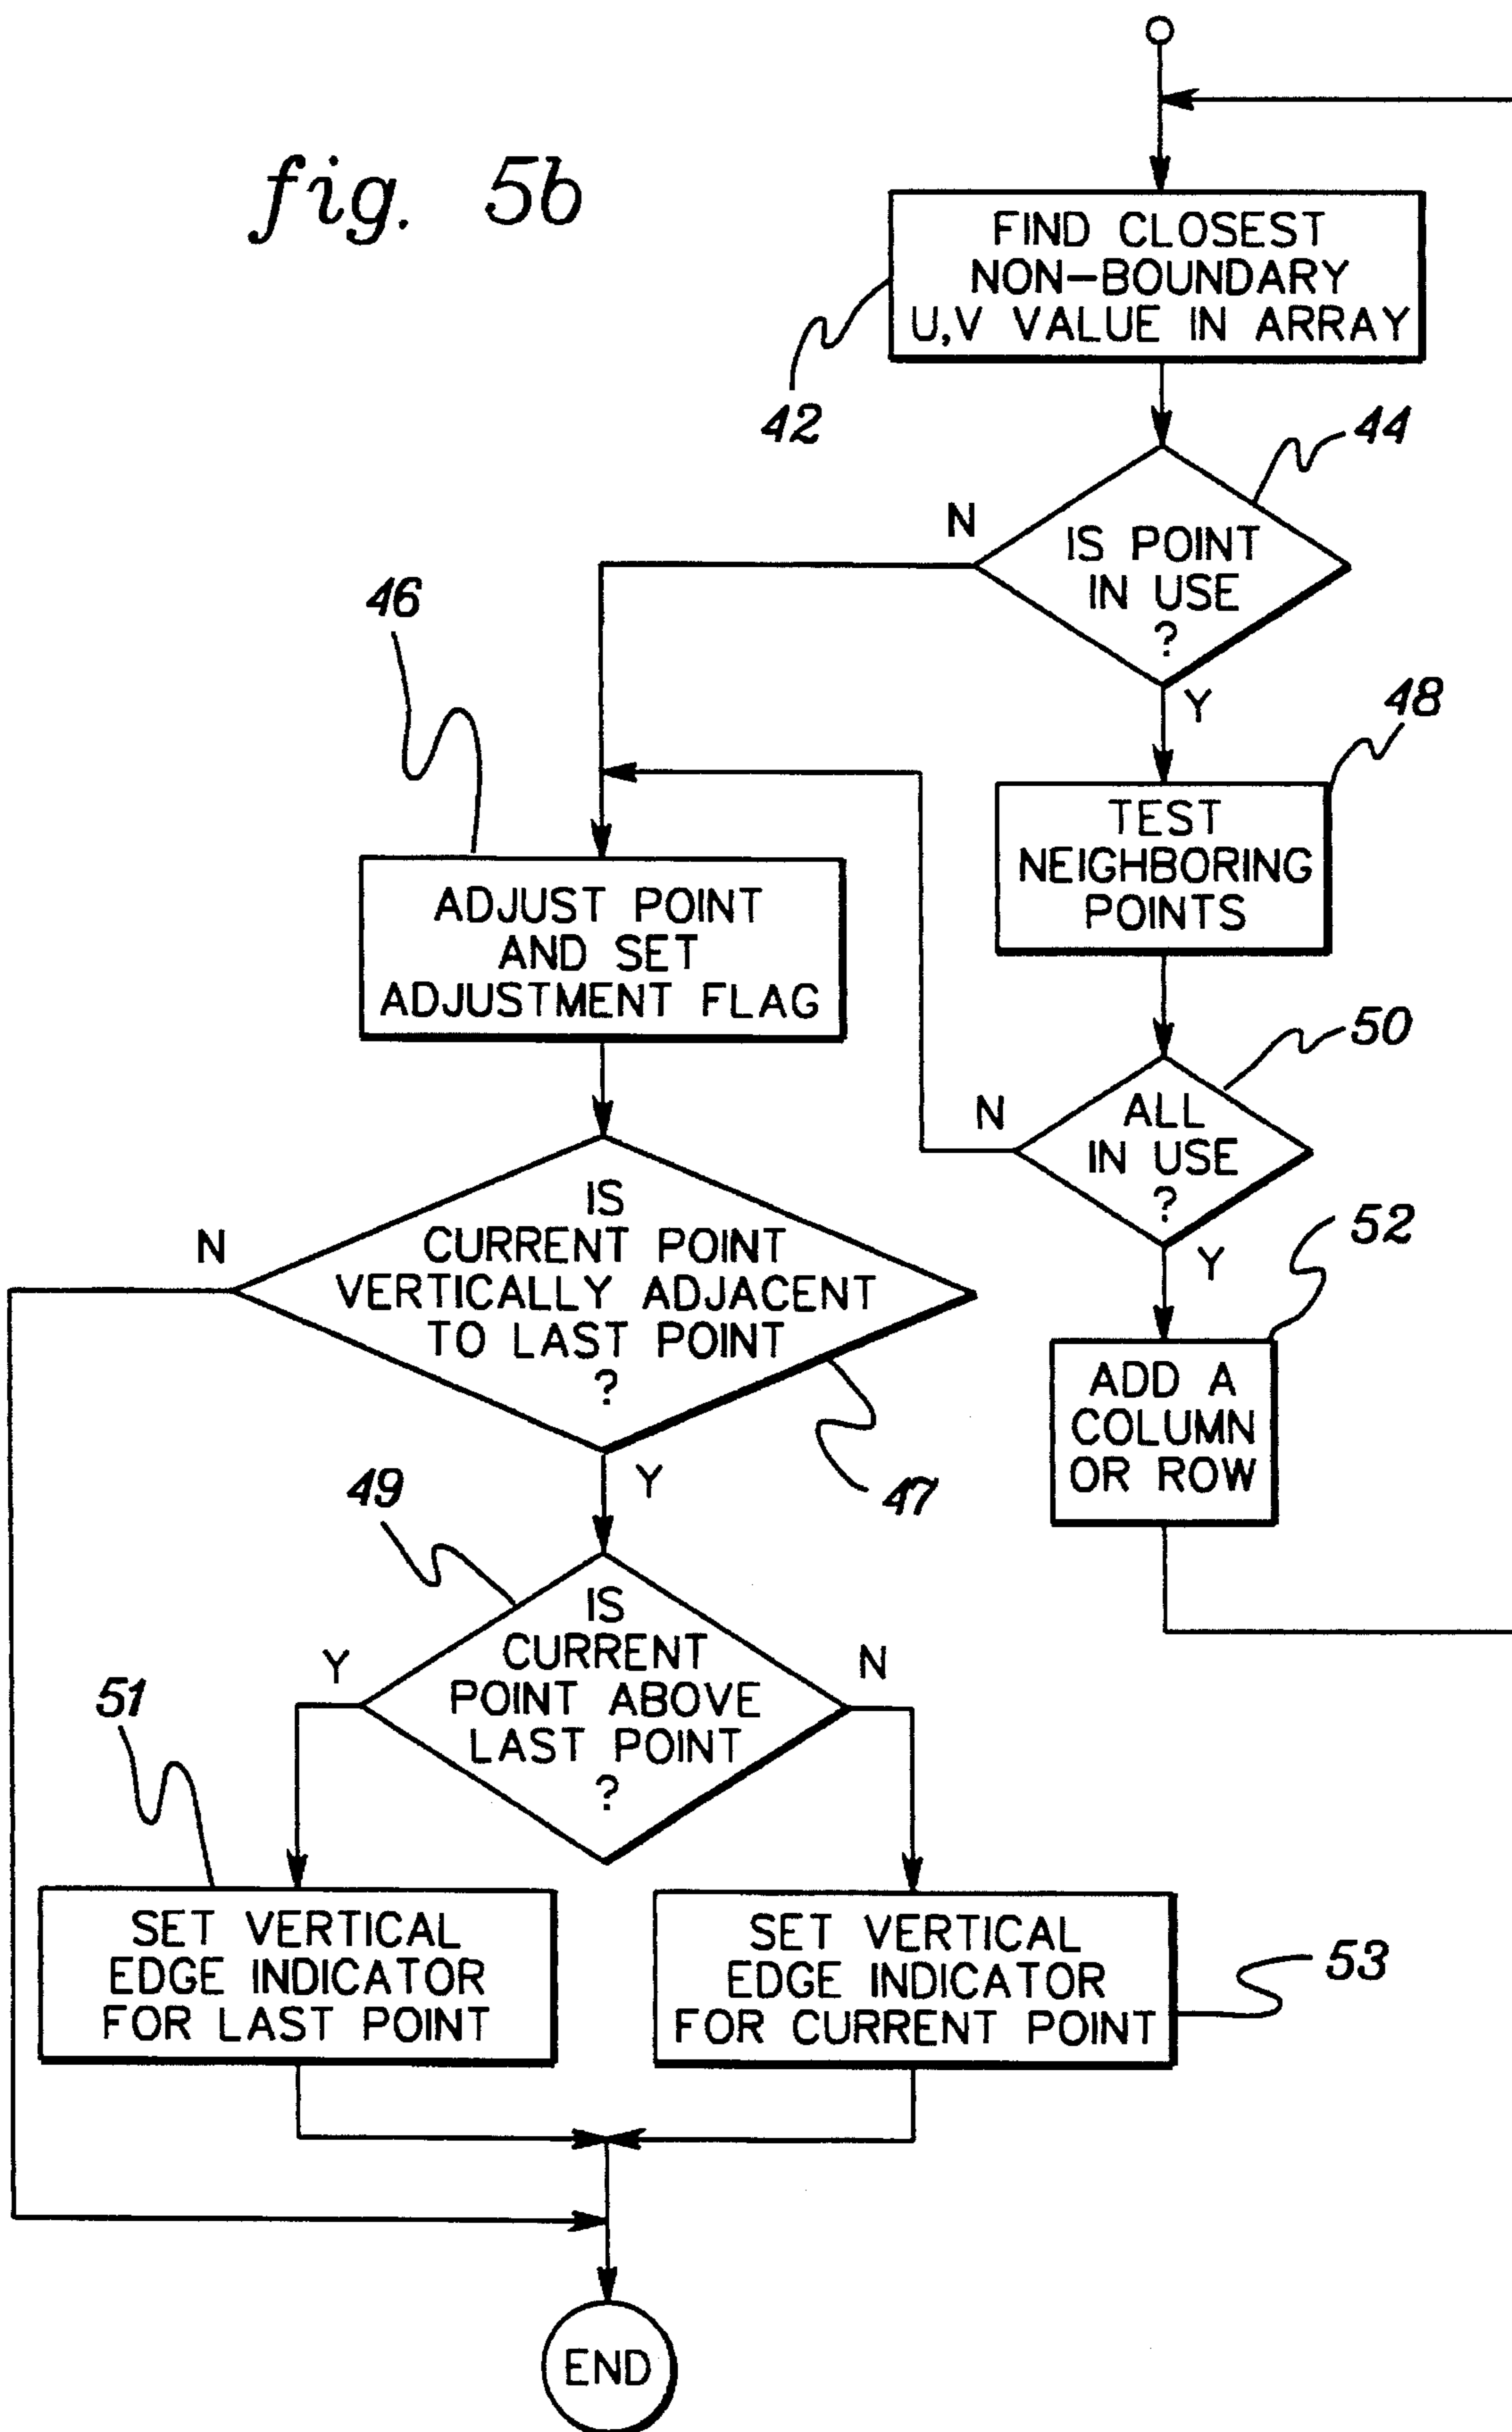 fig. 5b
FIND CLOSEST
NON-BOUNDARY
U,V VALUE IN ARRAY
42
44
N
IS POINT
IN USE
?
Y
46
48
TEST
NEIGHBORING
POINTS
ADJUST POINT
AND SET
ADJUSTMENT FLAG
50
N
ALL
IN USE
?
Y
52
N
IS
CURRENT POINT
VERTICALLY ADJACENT
TO LAST POINT
?
Y
47
ADD A
COLUMN
OR ROW
49
IS
CURRENT
POINT ABOVE
LAST POINT
?
Y
N
51
SET VERTICAL
EDGE INDICATOR
FOR LAST POINT
SET VERTICAL
EDGE INDICATOR
FOR CURRENT POINT
53
END